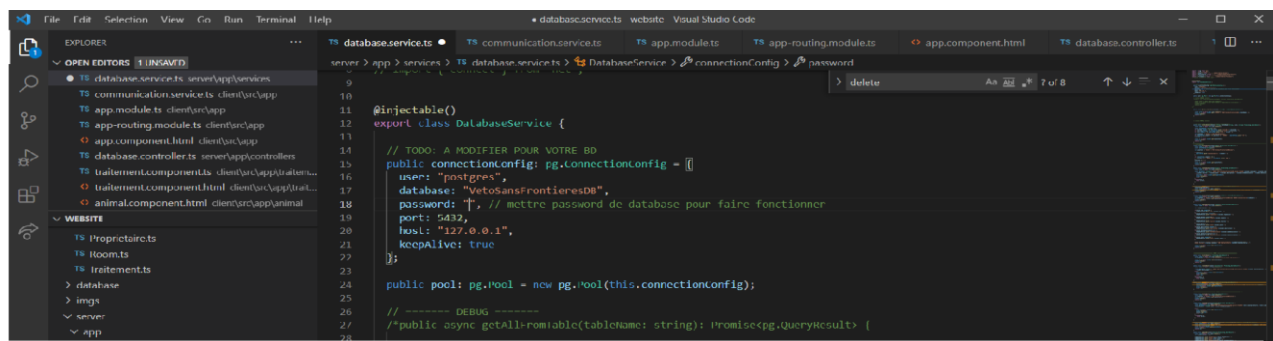 File Edit Selection View Go Run Terminal Help
● database.service.ts website Visual Studio Code
EXPLORER ...
OPEN EDITORS 1 UNSAVED
● TS database.service.ts server\app\services
TS communication.service.ts client\src\app
TS app.module.ts client\src\app
TS app-routing.module.ts client\src\app
<> app.component.html client\src\app
TS database.controller.ts server\app\controllers
TS traitement.component.ts client\src\app\traitem...
<> traitement.component.html client\src\app\trait...
<> animal.component.html client\src\app\animal
WEBSITE
TS Proprietaire.ts
TS Room.ts
TS Traitement.ts
> database
> imgs
server
app
TS database.service.ts ● TS communication.service.ts TS app.module.ts TS app-routing.module.ts <> app.component.html TS database.controller.ts
server > app > services > TS database.service.ts > DatabaseService > connectionConfig > password
> delete Aa ? of 8
9
10
11 @injectable()
12 export class DatabaseService {
13
14 // TODO: A MODIFIER POUR VOTRE BD
15 public connectionConfig: pg.ConnectionConfig = {
16 user: "postgres",
17 database: "VetoSansFrontieresDB",
18 password: "", // mettre password de database pour faire fonctionner
19 port: 5432,
20 host: "127.0.0.1",
21 keepAlive: true
22 };
23
24 public pool: pg.Pool = new pg.Pool(this.connectionConfig);
25
26 // ------- DEBUG -------
27 /*public async getAllFromTable(tableName: string): Promise<pg.QueryResult> {
28